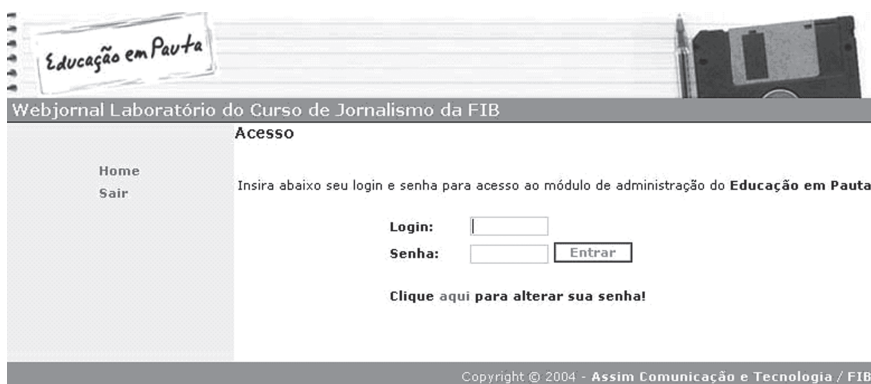 Educação em Pauta
Webjornal Laboratório do Curso de Jornalismo da FIB
Acesso
Home
Sair
Insira abaixo seu login e senha para acesso ao módulo de administração do Educação em Pauta
Login:
Senha:
Entrar
Clique aqui para alterar sua senha!
Copyright © 2004 - Assim Comunicação e Tecnologia / FIB